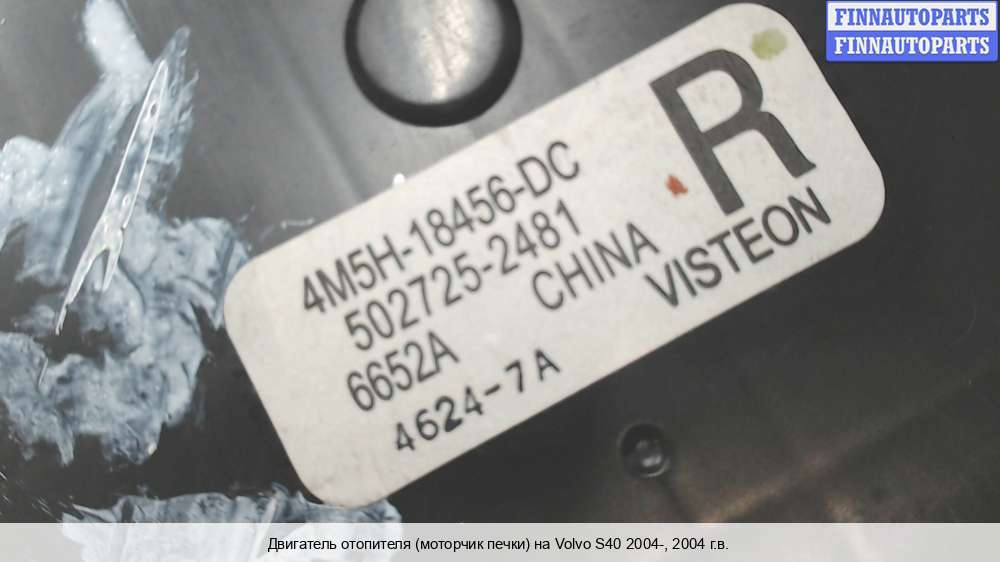 FINNAUTOPARTS
FINNAUTOPARTS
R
4M5H-18456-DC
502725-2481
6652A CHINA VISTEON
4624-7A
Двигатель отопителя (моторчик печки) на Volvo S40 2004-, 2004 г.в.